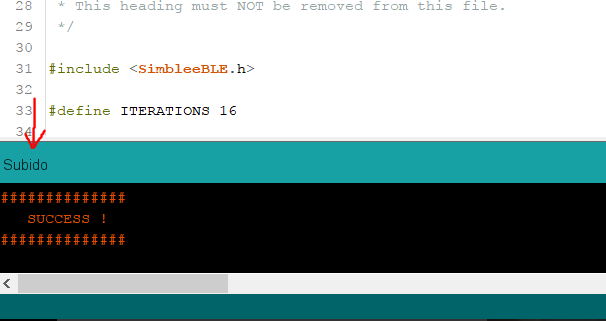 28 * This heading must NOT be removed from this file.
29 */
30
31 #include <SimbleeBLE.h>
32
33 #define ITERATIONS 16
34
Subido
##############
SUCCESS !
##############